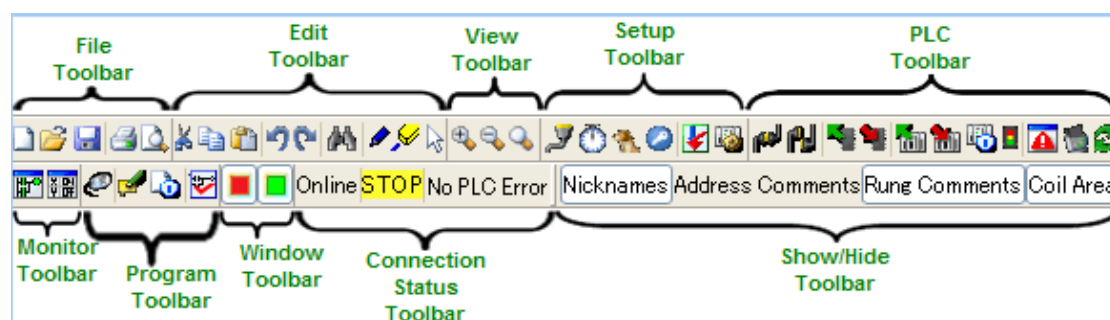 File
Toolbar
Edit
Toolbar
View
Toolbar
Setup
Toolbar
PLC
Toolbar
Online STOP No PLC Error Nicknames Address Comments Rung Comments Coil Area
Monitor
Toolbar
Program
Toolbar
Window
Toolbar
Connection
Status
Toolbar
Show/Hide
Toolbar